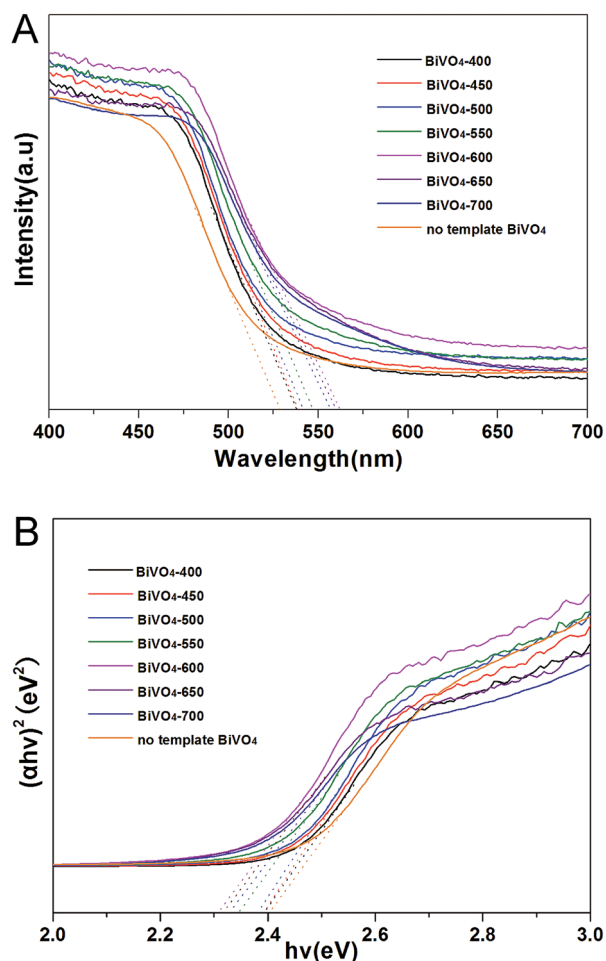 A
Intensity(a.u)
BiVO₄-400
BiVO₄-450
BiVO₄-500
BiVO₄-550
BiVO₄-600
BiVO₄-650
BiVO₄-700
no template BiVO₄
400 450 500 550 600 650 700
Wavelength(nm)
B
(αhν)² (eV²)
BiVO₄-400
BiVO₄-450
BiVO₄-500
BiVO₄-550
BiVO₄-600
BiVO₄-650
BiVO₄-700
no template BiVO₄
2.0 2.2 2.4 2.6 2.8 3.0
hν(eV)